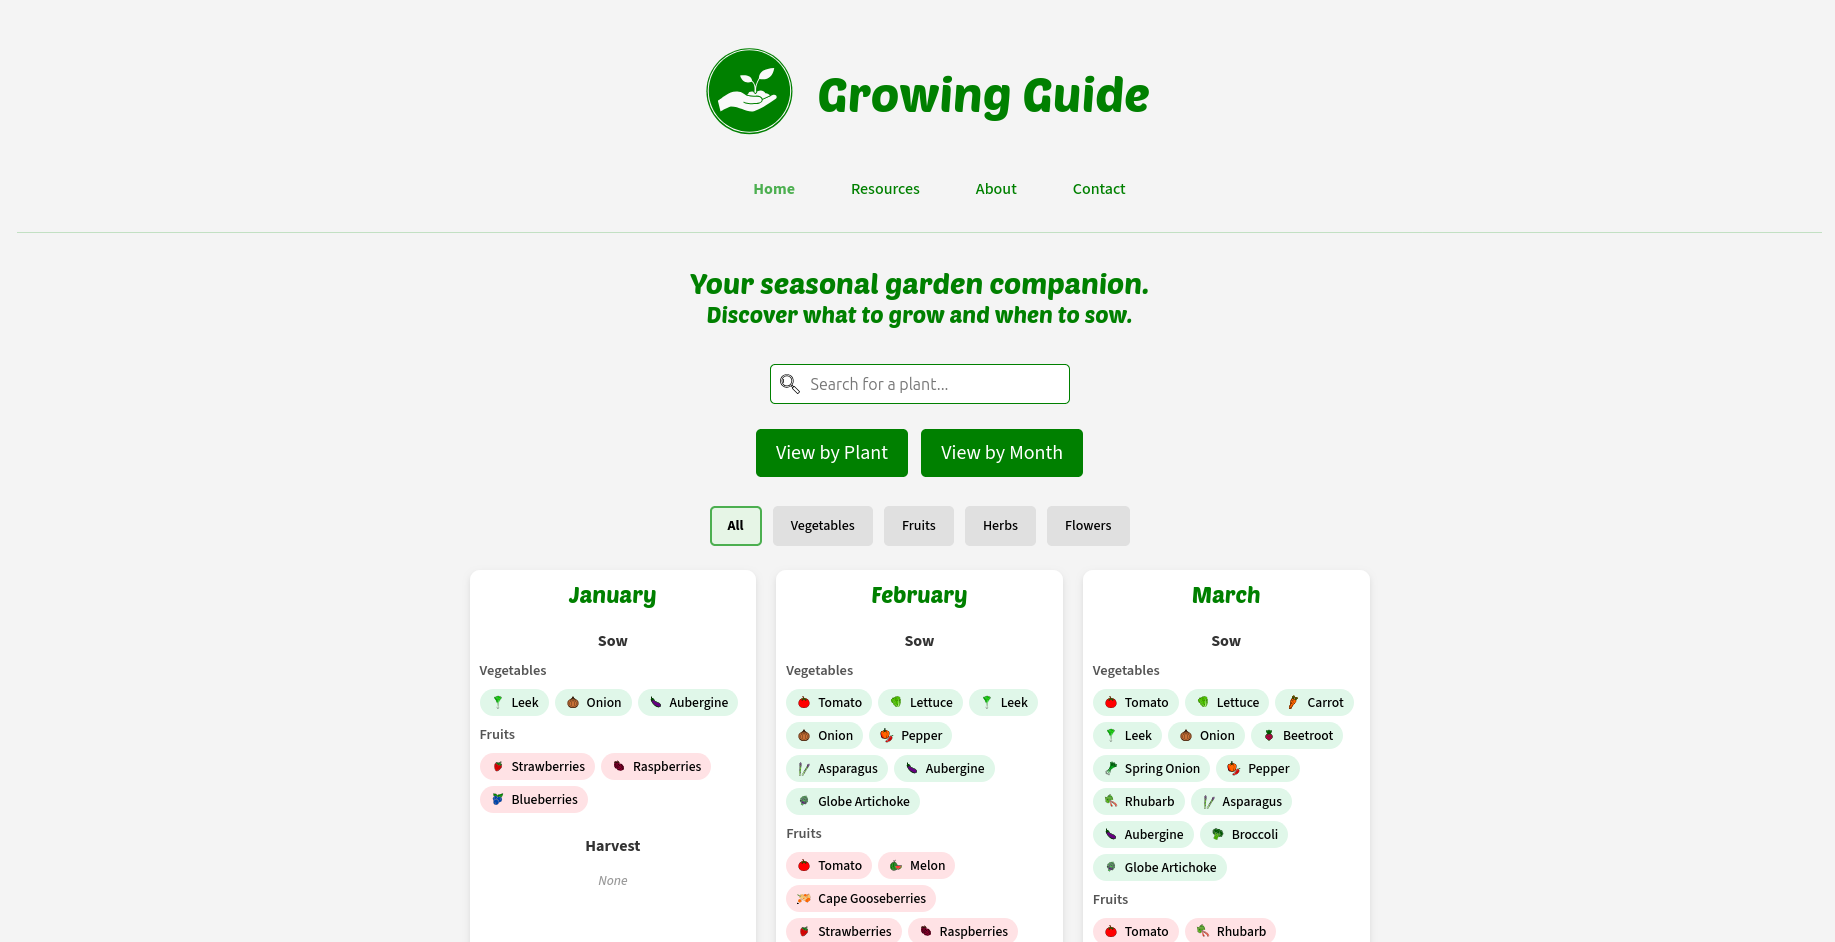 Growing Guide
Home Resources About Contact
Your seasonal garden companion.
Discover what to grow and when to sow.
Search for a plant...
View by Plant View by Month
All Vegetables Fruits Herbs Flowers
January
Sow
Vegetables
Leek Onion Aubergine
Fruits
Strawberries Raspberries
Blueberries
Harvest
None
February
Sow
Vegetables
Tomato Lettuce Leek
Onion Pepper
Asparagus Aubergine
Globe Artichoke
Fruits
Tomato Melon
Cape Gooseberries
Strawberries Raspberries
March
Sow
Vegetables
Tomato Lettuce Carrot
Leek Onion Beetroot
Spring Onion Pepper
Rhubarb Asparagus
Aubergine Broccoli
Globe Artichoke
Fruits
Tomato Rhubarb